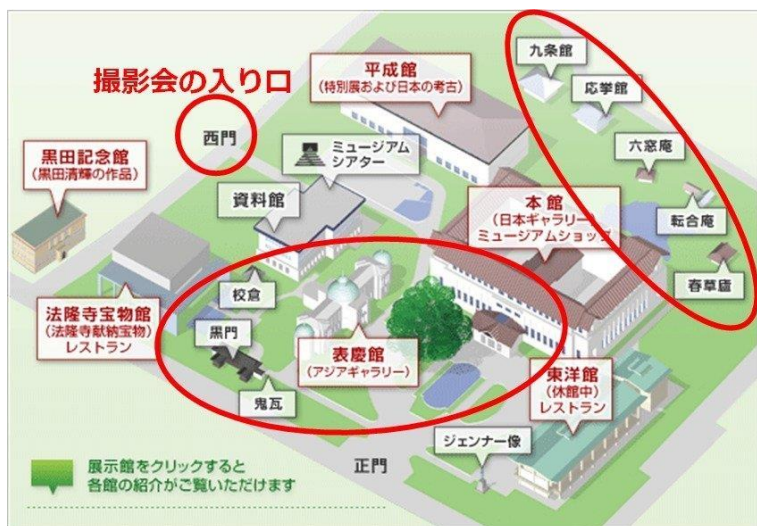 撮影会の入り口
西門
平成館
(特別展および日本の考古)
九条館
応挙館
六窓庵
転合庵
春草廬
黒田記念館
(黒田清輝の作品)
ミュージアム
シアター
資料館
本館
(日本ギャラリー)
ミュージアムショップ
校倉
法隆寺宝物館
(法隆寺献納宝物)
レストラン
黒門
鬼瓦
表慶館
(アジアギャラリー)
東洋館
(休館中)
レストラン
ジェンナー像
正門
展示館をクリックすると
各館の紹介がご覧いただけます